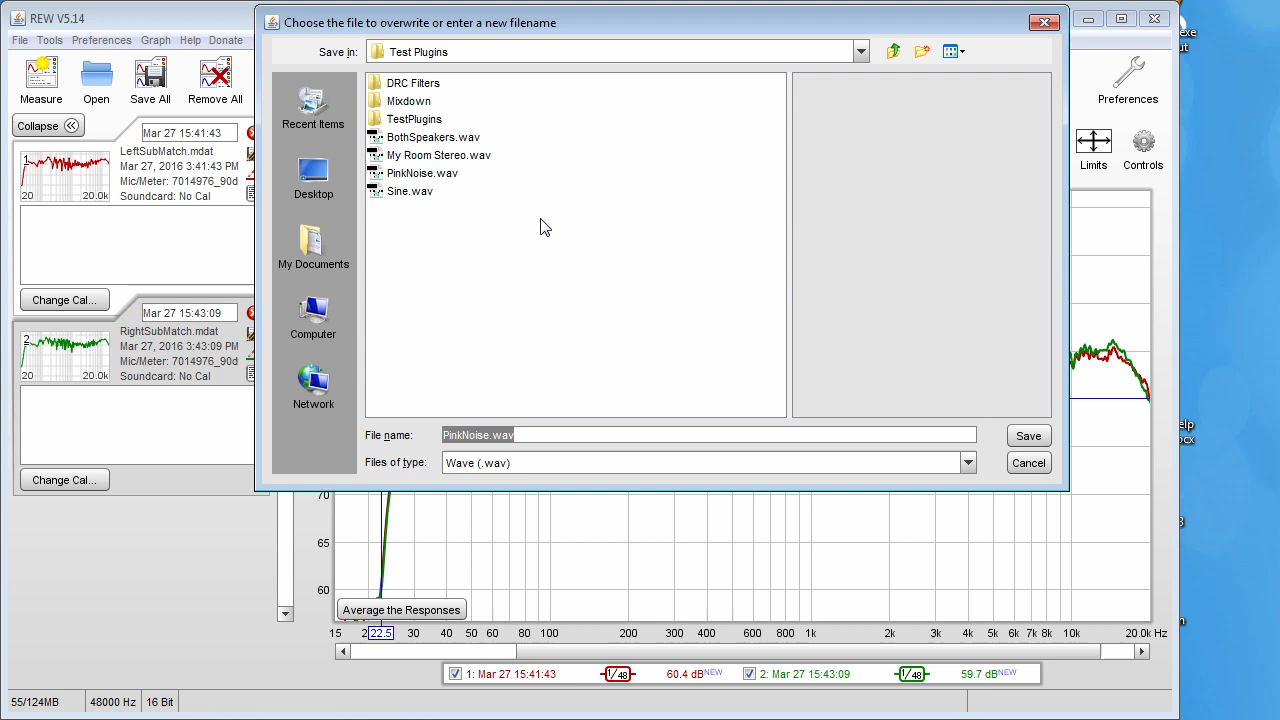 REW V5.14
File Tools Preferences Graph Help Donate
Measure Open Save All Remove All
Collapse
Mar 27 15:41:43
LeftSubMatch.mdat
Mar 27, 2016 3:41:43 PM
Mic/Meter: 7014976_90d
Soundcard: No Cal
1
20 20.0k
Change Cal...
Mar 27 15:43:09
RightSubMatch.mdat
Mar 27, 2016 3:43:09 PM
Mic/Meter: 7014976_90d
Soundcard: No Cal
2
20 20.0k
Change Cal...
Choose the file to overwrite or enter a new filename
Save in: Test Plugins
Recent Items
Desktop
My Documents
Computer
Network
DRC Filters
Mixdown
TestPlugins
BothSpeakers.wav
My Room Stereo.wav
PinkNoise.wav
Sine.wav
File name: PinkNoise.wav Save
Files of type: Wave (.wav) Cancel
Preferences
Limits Controls
70
65
60
Average the Responses
15 22.5 30 40 50 60 80 100 200 300 400 600 800 1k 2k 3k 4k 5k 6k 7k 8k 10k 20.0k Hz
1: Mar 27 15:41:43 1/48 60.4 dB NEW 2: Mar 27 15:43:09 1/48 59.7 dB NEW
55/124MB 48000 Hz 16 Bit